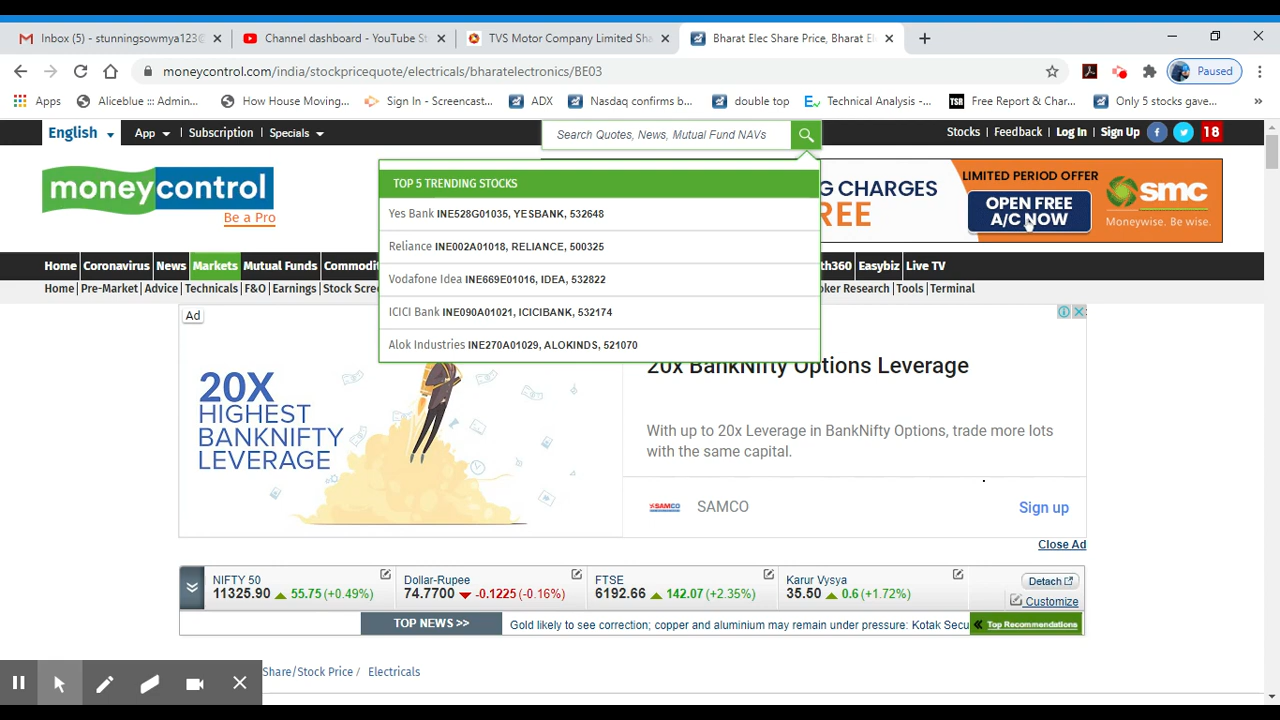 Inbox (5) - stunningsowmya123@
Channel dashboard - YouTube S
TVS Motor Company Limited Sha
Bharat Elec Share Price, Bharat El
moneycontrol.com/india/stockpricequote/electricals/bharatelectronics/BE03
Paused
Apps
Aliceblue ::: Admin...
How House Moving...
Sign In - Screencast...
ADX
Nasdaq confirms b...
double top
Technical Analysis -...
TSR
Free Report & Char...
Only 5 stocks gave...
English
App
Subscription
Specials
Search Quotes, News, Mutual Fund NAVs
Stocks | Feedback | Log In | Sign Up
18
moneycontrol
Be a Pro
TOP 5 TRENDING STOCKS
Yes Bank INE528G01035, YESBANK, 532648
Reliance INE002A01018, RELIANCE, 500325
Vodafone Idea INE669E01016, IDEA, 532822
ICICI Bank INE090A01021, ICICIBANK, 532174
Alok Industries INE270A01029, ALOKINDS, 521070
G CHARGES
REE
LIMITED PERIOD OFFER
OPEN FREE
A/C NOW
smc
Moneywise. Be wise.
Home Coronavirus News Markets Mutual Funds Commodi
th360 Easybiz Live TV
Home | Pre-Market | Advice | Technicals | F&O | Earnings | Stock Scre
oker Research | Tools | Terminal
Ad
20X
HIGHEST
BANKNIFTY
LEVERAGE
20x BankNifty Options Leverage
With up to 20x Leverage in BankNifty Options, trade more lots
with the same capital.
SAMCO
SAMCO
Sign up
Close Ad
NIFTY 50
11325.90 55.75 (+0.49%)
Dollar-Rupee
74.7700 -0.1225 (-0.16%)
FTSE
6192.66 142.07 (+2.35%)
Karur Vysya
35.50 0.6 (+1.72%)
Detach
Customize
TOP NEWS >>
Gold likely to see correction; copper and aluminium may remain under pressure: Kotak Secu
Top Recommendations
Share/Stock Price / Electricals